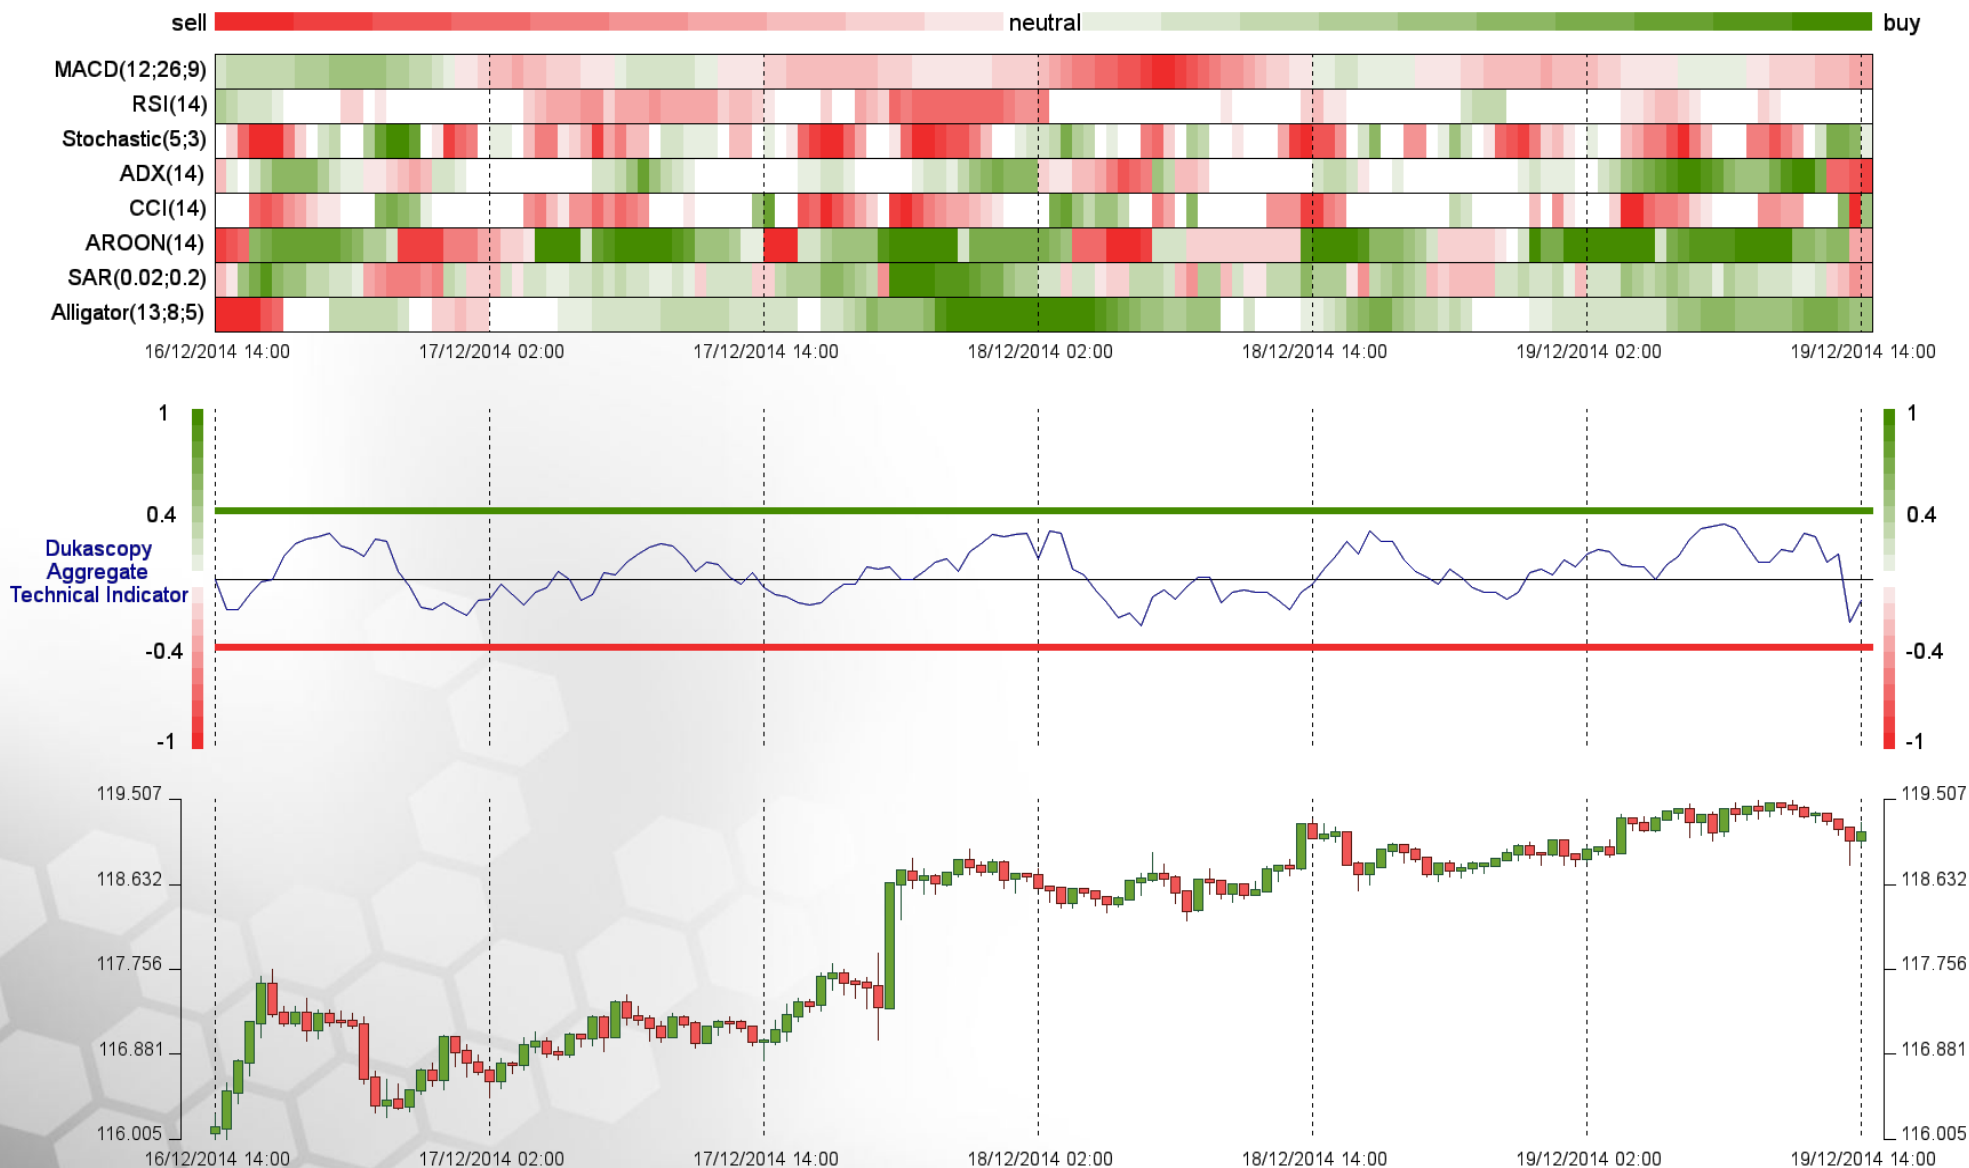 sell neutral buy
MACD(12;26;9)
RSI(14)
Stochastic(5;3)
ADX(14)
CCI(14)
AROON(14)
SAR(0.02;0.2)
Alligator(13;8;5)
16/12/2014 14:00 17/12/2014 02:00 17/12/2014 14:00 18/12/2014 02:00 18/12/2014 14:00 19/12/2014 02:00 19/12/2014 14:00
1 1
0.4 0.4
Dukascopy
Aggregate
Technical Indicator
-0.4 -0.4
-1 -1
119.507 119.507
118.632 118.632
117.756 117.756
116.881 116.881
116.005 116.005
16/12/2014 14:00 17/12/2014 02:00 17/12/2014 14:00 18/12/2014 02:00 18/12/2014 14:00 19/12/2014 02:00 19/12/2014 14:00